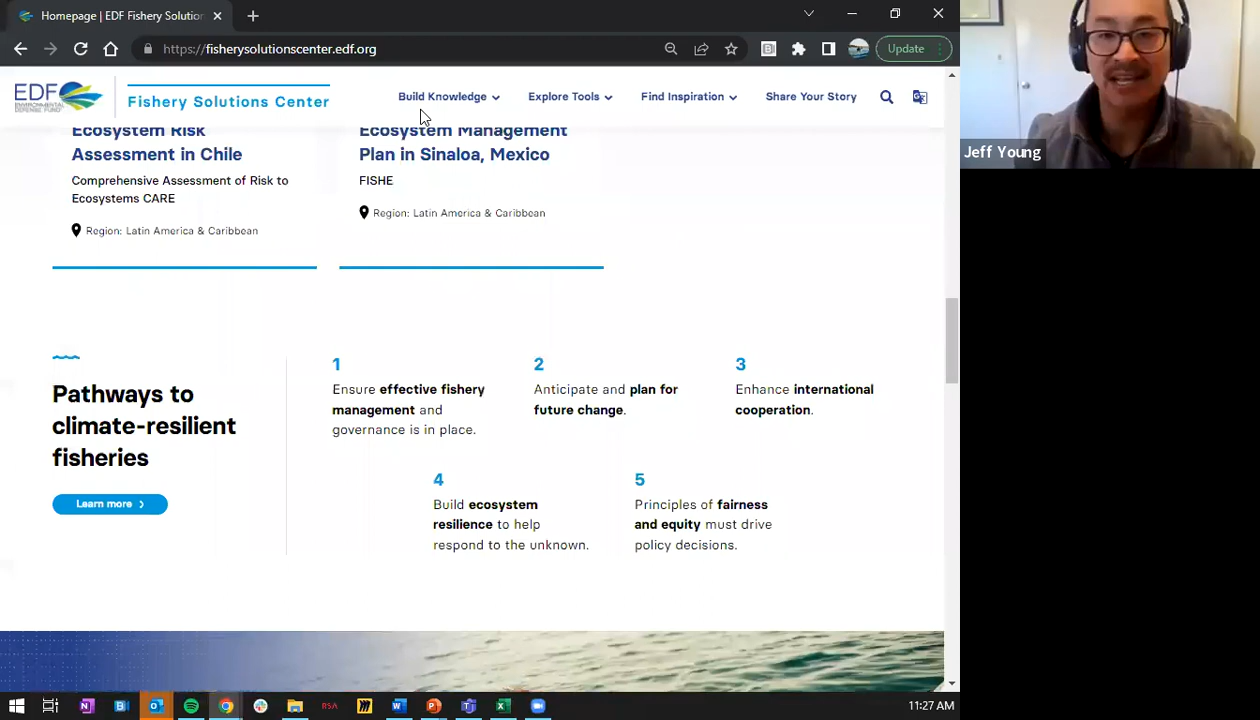 Homepage | EDF Fishery Solution
https://fisherysolutionscenter.edf.org
Update
EDF
ENVIRONMENTAL DEFENSE FUND
Fishery Solutions Center
Build Knowledge
Explore Tools
Find Inspiration
Share Your Story
Ecosystem Risk
Assessment in Chile
Comprehensive Assessment of Risk to
Ecosystems CARE
Region: Latin America & Caribbean
Ecosystem Management
Plan in Sinaloa, Mexico
FISHE
Region: Latin America & Caribbean
Jeff Young
Pathways to
climate-resilient
fisheries
Learn more
1
Ensure effective fishery
management and
governance is in place.
2
Anticipate and plan for
future change.
3
Enhance international
cooperation.
4
Build ecosystem
resilience to help
respond to the unknown.
5
Principles of fairness
and equity must drive
policy decisions.
RSA
11:27 AM